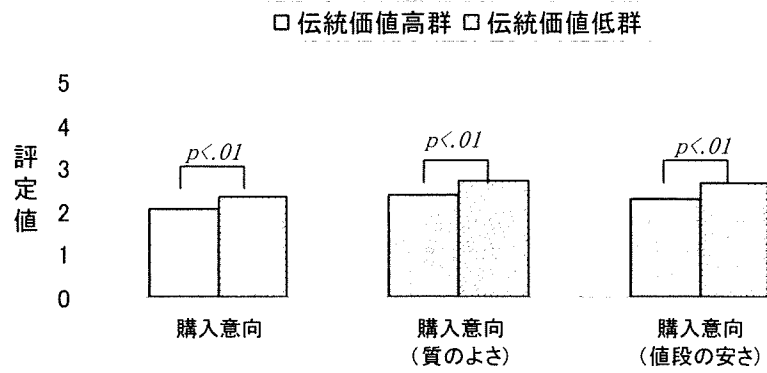 □ 伝統価値高群 □ 伝統価値低群
評定値
5
4
3
2
1
0
p<.01
p<.01
p<.01
購入意向
購入意向
（質のよさ）
購入意向
（値段の安さ）